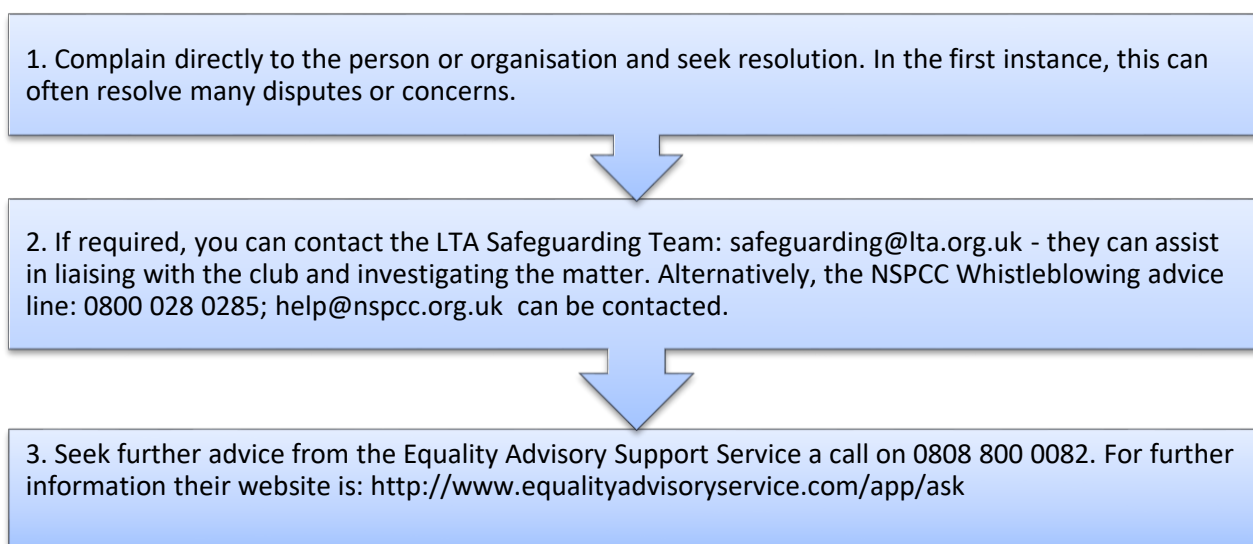 1. Complain directly to the person or organisation and seek resolution. In the first instance, this can
often resolve many disputes or concerns.
2. If required, you can contact the LTA Safeguarding Team: safeguarding@lta.org.uk - they can assist
in liaising with the club and investigating the matter. Alternatively, the NSPCC Whistleblowing advice
line: 0800 028 0285; help@nspcc.org.uk can be contacted.
3. Seek further advice from the Equality Advisory Support Service a call on 0808 800 0082. For further
information their website is: http://www.equalityadvisoryservice.com/app/ask